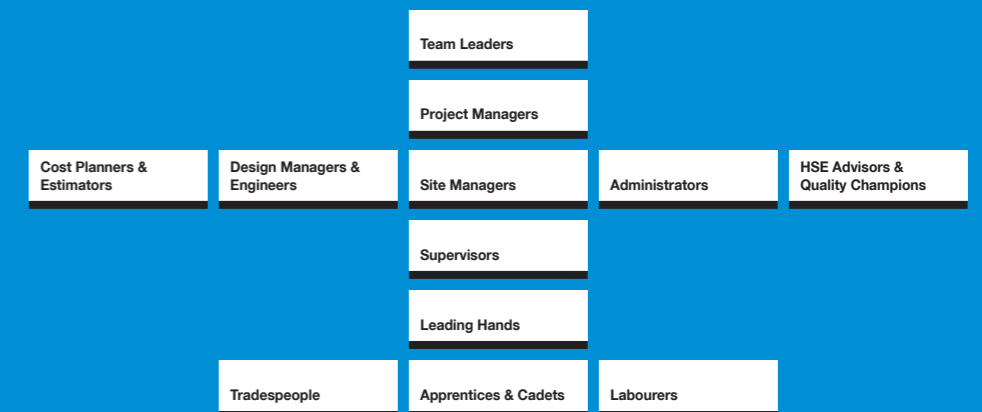 Team Leaders
Project Managers
Cost Planners &
Estimators
Design Managers &
Engineers
Site Managers
Administrators
HSE Advisors &
Quality Champions
Supervisors
Leading Hands
Tradespeople
Apprentices & Cadets
Labourers